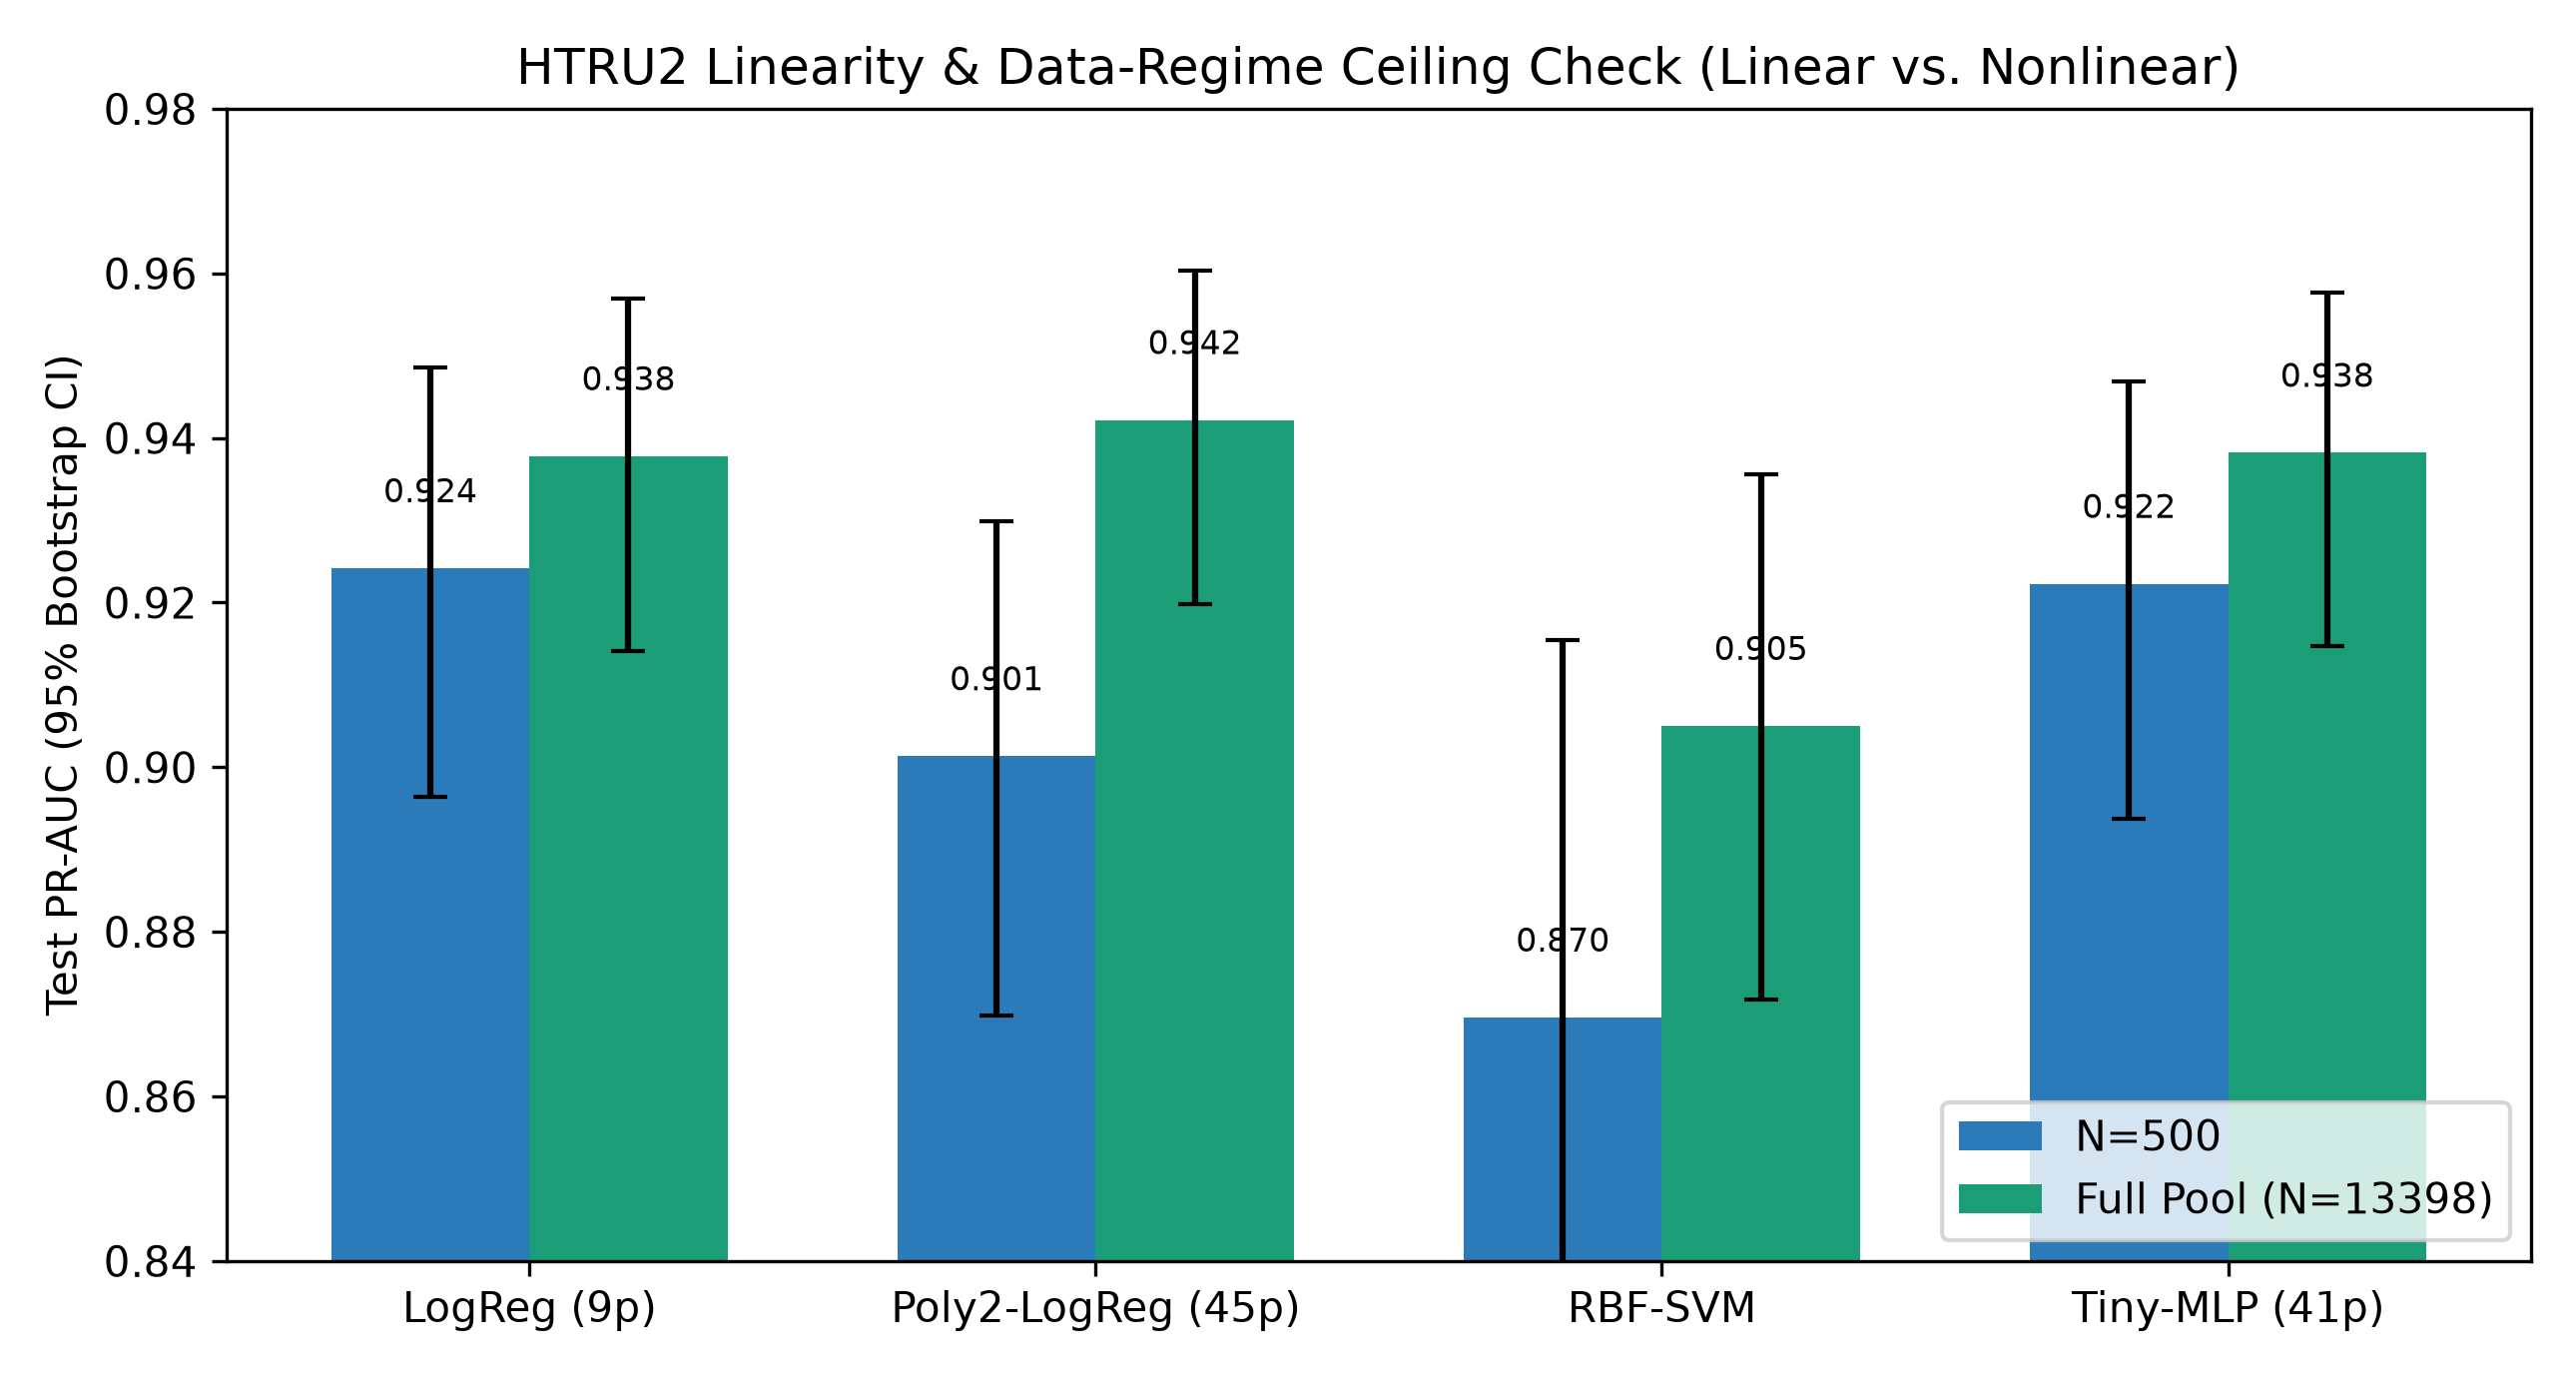 HTRU2 Linearity & Data-Regime Ceiling Check (Linear vs. Nonlinear)
Test PR-AUC (95% Bootstrap CI)
0.98
0.96
0.94
0.92
0.90
0.88
0.86
0.84
0.924
0.938
0.901
0.942
0.870
0.905
0.922
0.938
N=500
Full Pool (N=13398)
LogReg (9p)
Poly2-LogReg (45p)
RBF-SVM
Tiny-MLP (41p)